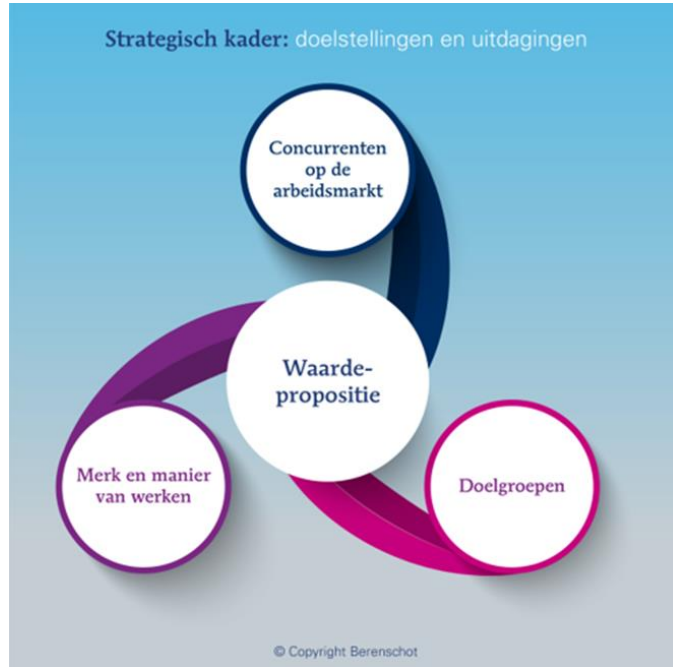 Strategisch kader: doelstellingen en uitdagingen
Concurrenten
op de
arbeidsmarkt
Waarde-
propositie
Merk en manier
van werken
Doelgroepen
© Copyright Berenschot